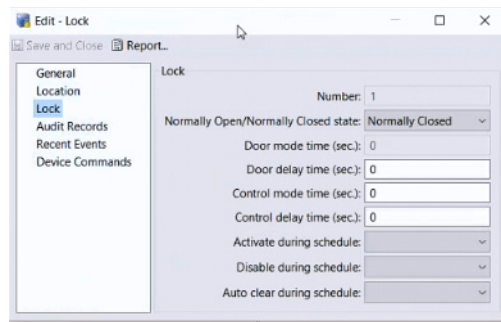 Edit - Lock
Save and Close Report...
General
Location
Lock
Audit Records
Recent Events
Device Commands
Lock
Number: 1
Normally Open/Normally Closed state: Normally Closed
Door mode time (sec.): 0
Door delay time (sec.): 0
Control mode time (sec.): 0
Control delay time (sec.): 0
Activate during schedule:
Disable during schedule:
Auto clear during schedule: